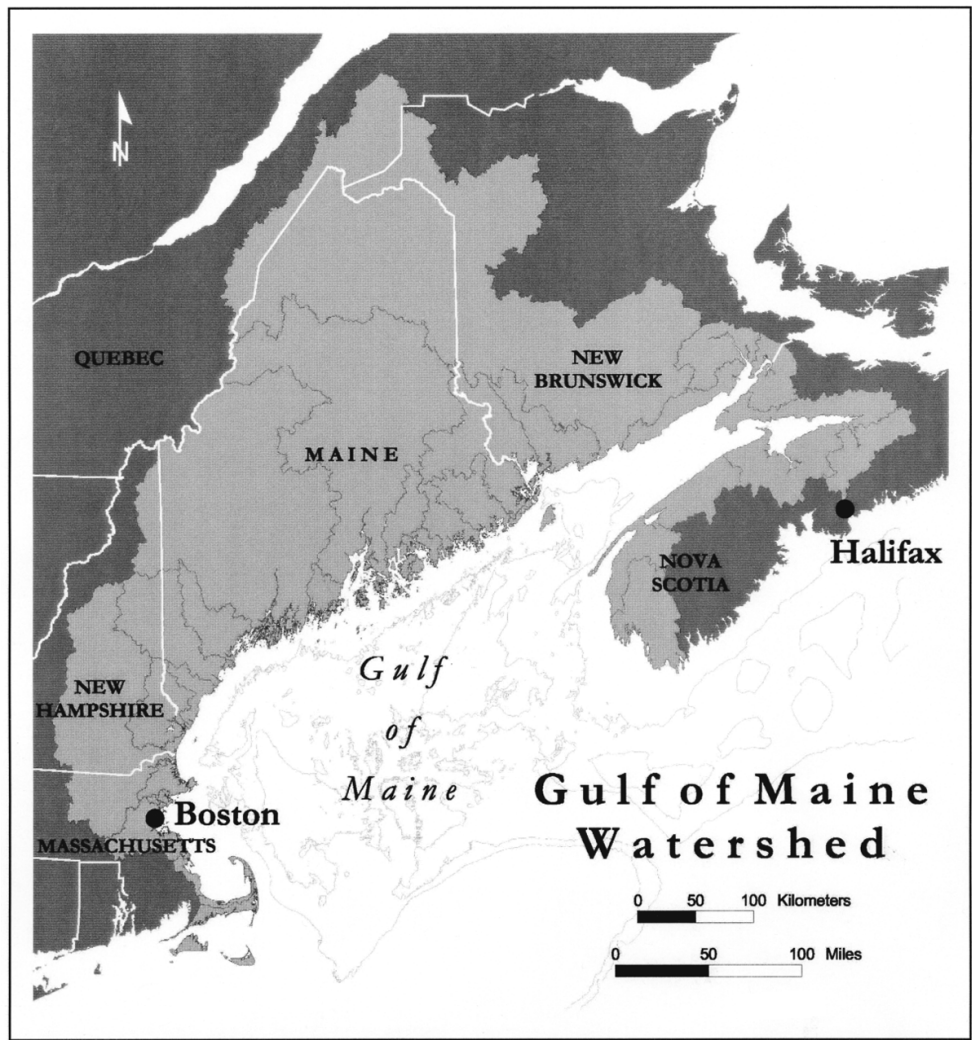 N
QUEBEC
NEW
BRUNSWICK
MAINE
Halifax
NOVA
SCOTIA
Gulf
of
Maine
NEW
HAMPSHIRE
Boston
MASSACHUSETTS
Gulf of Maine
Watershed
0 50 100 Kilometers
0 50 100 Miles